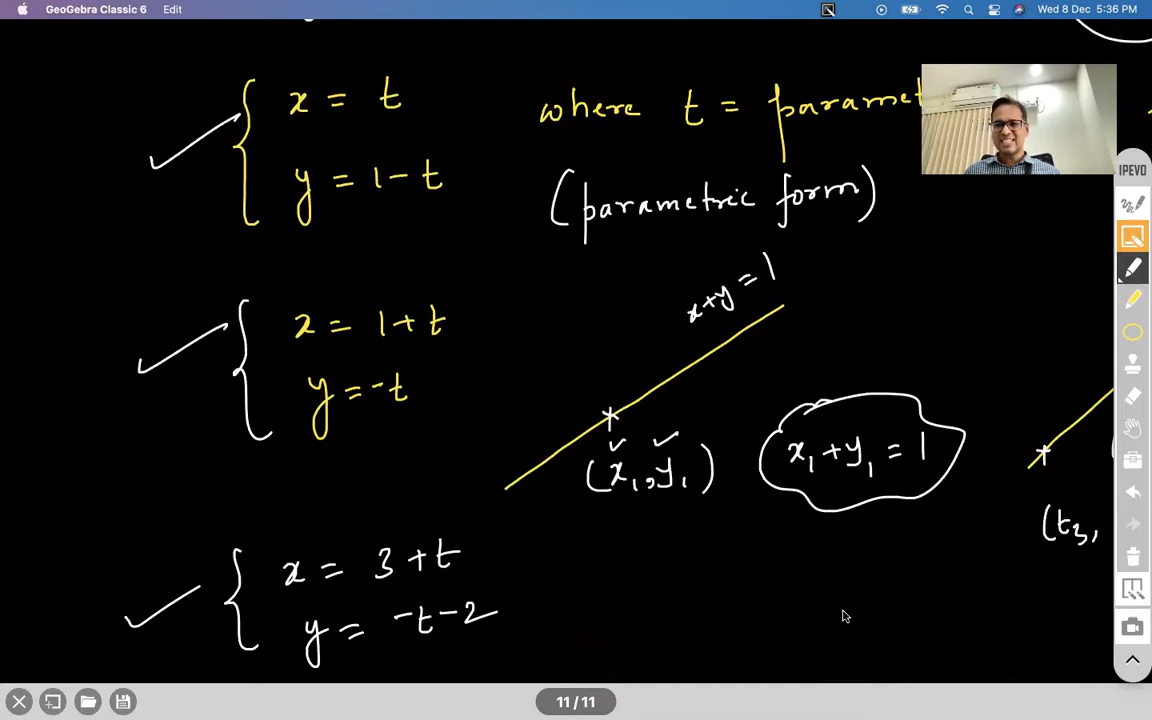 GeoGebra Classic 6 Edit Wed 8 Dec 5:36 PM
x = t
y = 1 - t
where t = paramet
(parametric form)
IPEVO
x = 1 + t
y = -t
x+y = 1
(x₁, y₁)
x₁ + y₁ = 1
(t₃,
x = 3 + t
y = -t - 2
11/11